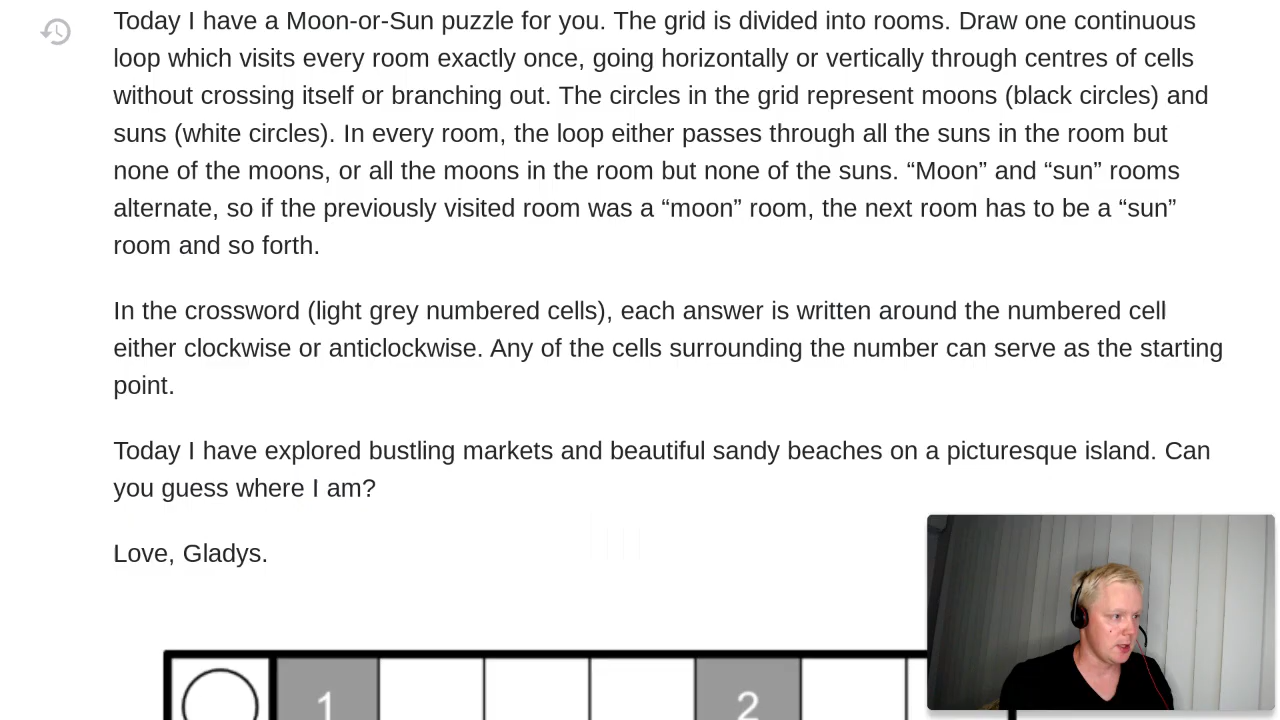 Today I have a Moon-or-Sun puzzle for you. The grid is divided into rooms. Draw one continuous
loop which visits every room exactly once, going horizontally or vertically through centres of cells
without crossing itself or branching out. The circles in the grid represent moons (black circles) and
suns (white circles). In every room, the loop either passes through all the suns in the room but
none of the moons, or all the moons in the room but none of the suns. “Moon” and “sun” rooms
alternate, so if the previously visited room was a “moon” room, the next room has to be a “sun”
room and so forth.
In the crossword (light grey numbered cells), each answer is written around the numbered cell
either clockwise or anticlockwise. Any of the cells surrounding the number can serve as the starting
point.
Today I have explored bustling markets and beautiful sandy beaches on a picturesque island. Can
you guess where I am?
Love, Gladys.
1 2